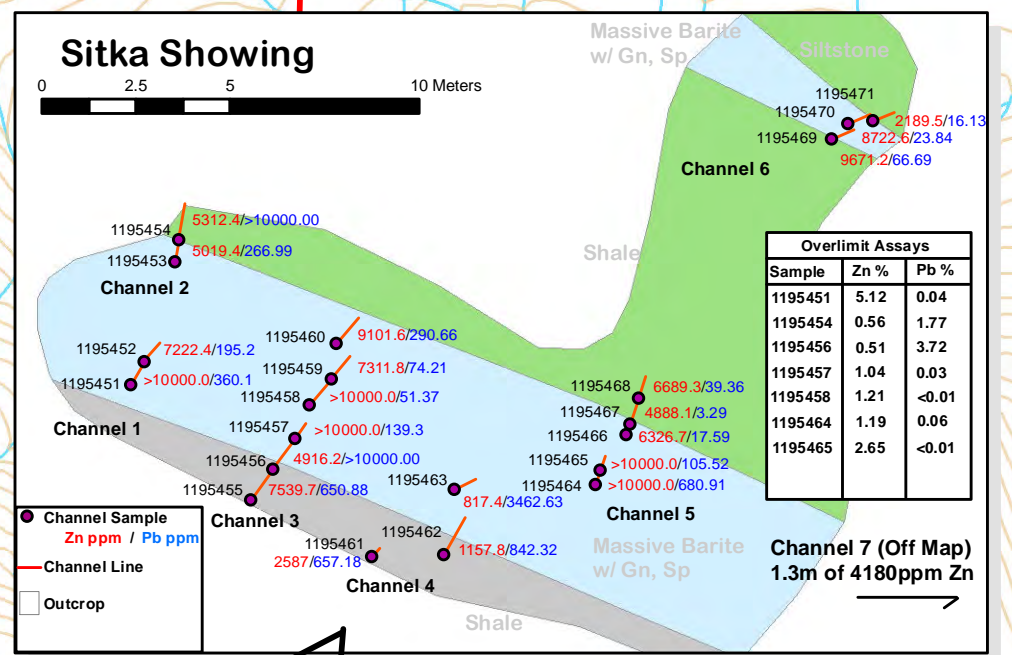 Sitka Showing
0 2.5 5 10 Meters
Massive Barite
w/ Gn, Sp
Siltstone
1195471
1195470
2189.5/16.13
1195469
8722.6/23.84
9671.2/66.69
Channel 6
1195454
5312.4/>10000.00
1195453
5019.4/266.99
Channel 2
Shale
1195460
9101.6/290.66
1195452
7222.4/195.2
1195459
7311.8/74.21
1195451
>10000.0/360.1
1195458
>10000.0/51.37
Channel 1
1195457
>10000.0/139.3
1195456
4916.2/>10000.00
1195455
7539.7/650.88
Channel 3
1195468
6689.3/39.36
1195467
4888.1/3.29
1195466
6326.7/17.59
1195465
>10000.0/105.52
1195464
>10000.0/680.91
Channel 5
1195463
817.4/3462.63
1195462
1157.8/842.32
1195461
2587/657.18
Channel 4
Massive Barite
w/ Gn, Sp
Shale
Overlimit Assays
Sample Zn % Pb %
1195451 5.12 0.04
1195454 0.56 1.77
1195456 0.51 3.72
1195457 1.04 0.03
1195458 1.21 <0.01
1195464 1.19 0.06
1195465 2.65 <0.01
Channel 7 (Off Map)
1.3m of 4180ppm Zn
Channel Sample
Zn ppm / Pb ppm
Channel Line
Outcrop